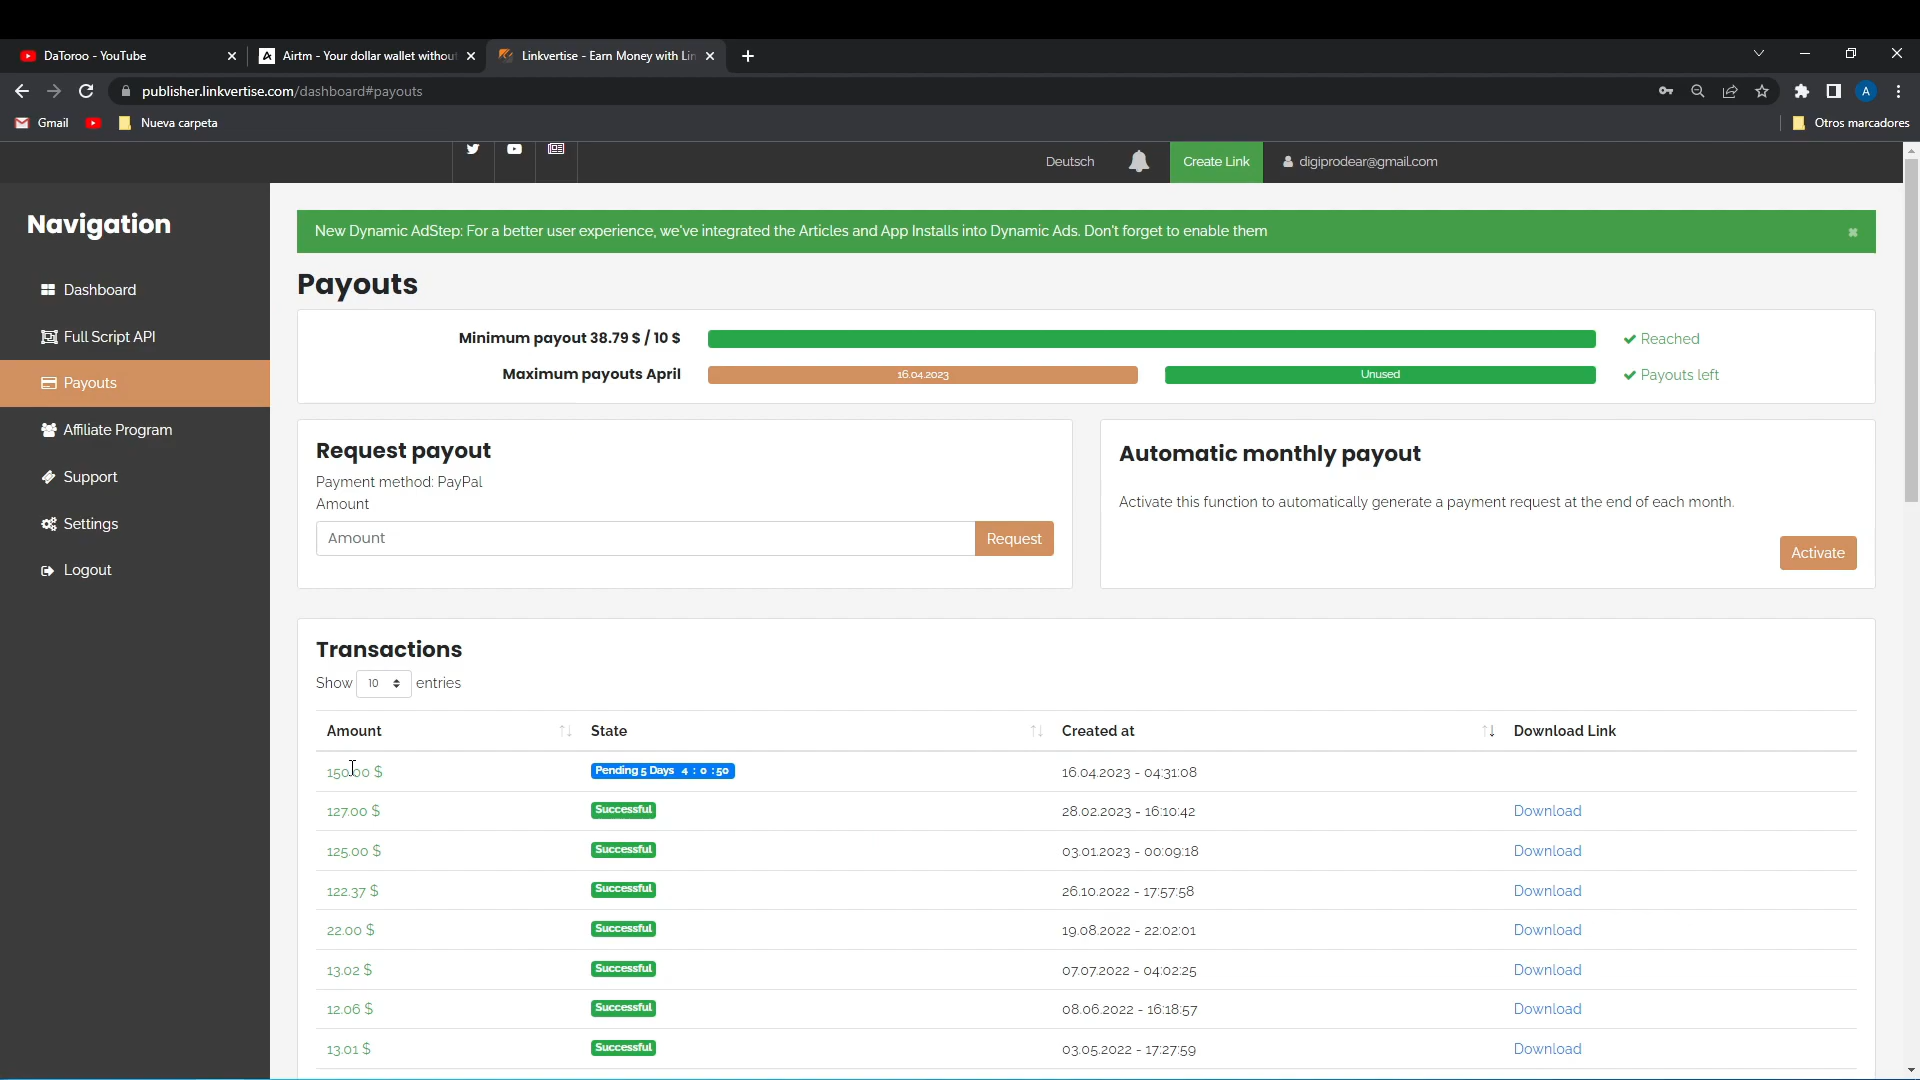 DaToroo - YouTube
Airtm - Your dollar wallet withou
Linkvertise - Earn Money with Lin
publisher.linkvertise.com/dashboard#payouts
A
Gmail
Nueva carpeta
Otros marcadores
Deutsch
Create Link
digiprodear@gmail.com
Navigation
Dashboard
Full Script API
Payouts
Affiliate Program
Support
Settings
Logout
New Dynamic AdStep: For a better user experience, we've integrated the Articles and App Installs into Dynamic Ads. Don't forget to enable them
Payouts
Minimum payout 38.79 $ / 10 $
Reached
Maximum payouts April
16.04.2023
Unused
Payouts left
Request payout
Payment method: PayPal
Amount
Amount
Request
Automatic monthly payout
Activate this function to automatically generate a payment request at the end of each month.
Activate
Transactions
Show 10 entries
Amount State Created at Download Link
150.00 $ Pending 5 Days 4 : 0 : 50 16.04.2023 - 04:31:08
127.00 $ Successful 28.02.2023 - 16:10:42 Download
125.00 $ Successful 03.01.2023 - 00:09:18 Download
122.37 $ Successful 26.10.2022 - 17:57:58 Download
22.00 $ Successful 19.08.2022 - 22:02:01 Download
13.02 $ Successful 07.07.2022 - 04:02:25 Download
12.06 $ Successful 08.06.2022 - 16:18:57 Download
13.01 $ Successful 03.05.2022 - 17:27:59 Download